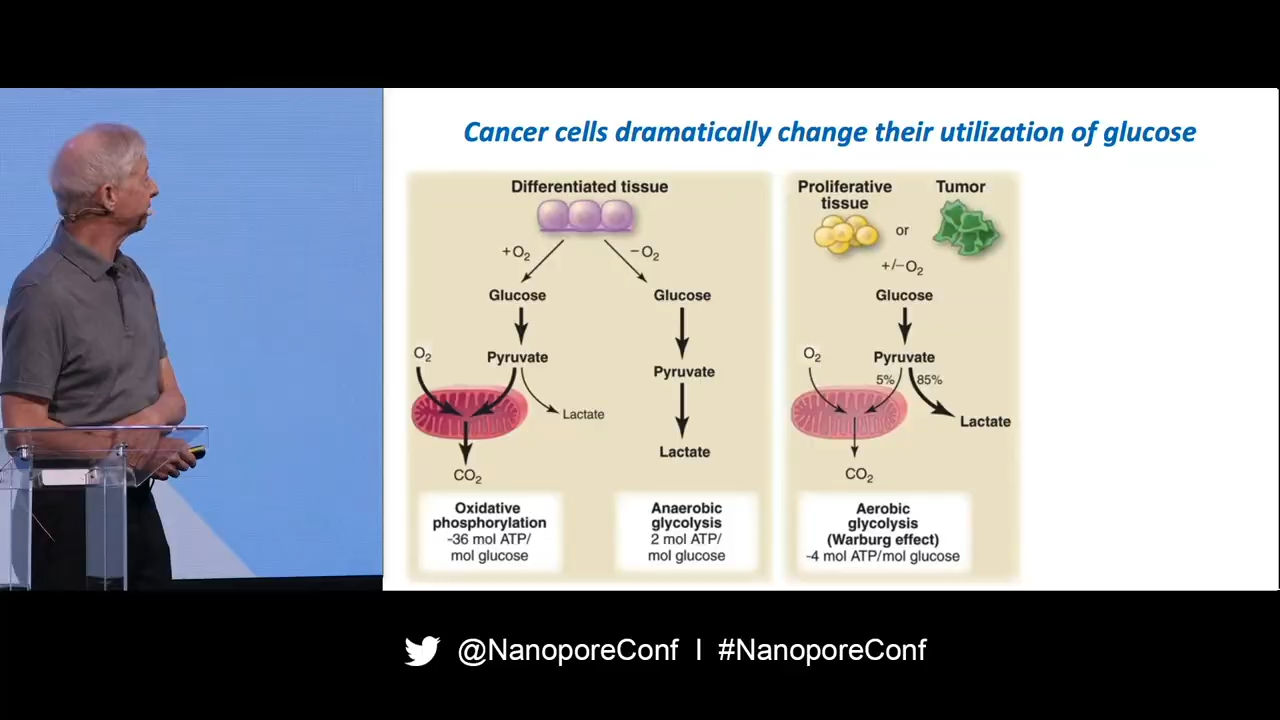 Cancer cells dramatically change their utilization of glucose
Differentiated tissue
+O₂
−O₂
Glucose
Glucose
O₂
Pyruvate
Pyruvate
Lactate
Lactate
CO₂
Oxidative
phosphorylation
-36 mol ATP/
mol glucose
Anaerobic
glycolysis
2 mol ATP/
mol glucose
Proliferative
tissue
or
Tumor
+/−O₂
Glucose
O₂
Pyruvate
5%
85%
Lactate
CO₂
Aerobic
glycolysis
(Warburg effect)
-4 mol ATP/mol glucose
@NanoporeConf I #NanoporeConf